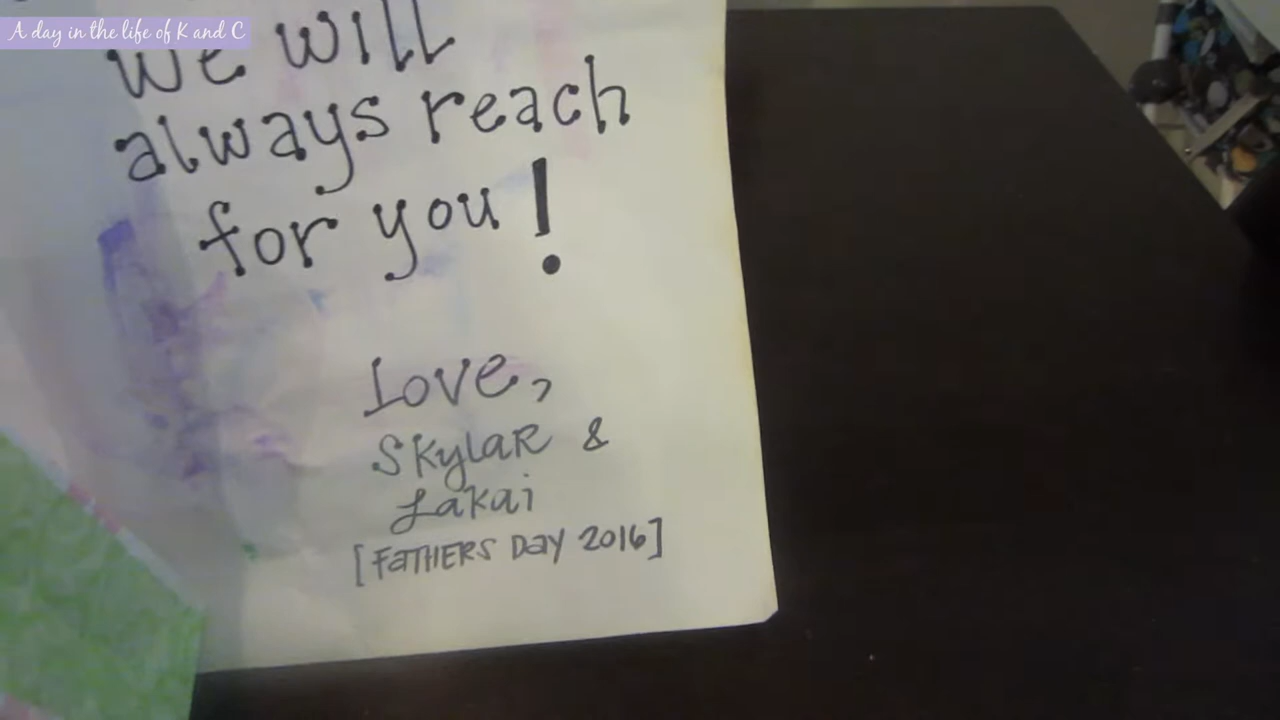 A day in the life of K and C
we will
always reach
for you!
Love,
Skylar &
Lakai
[FATHERS Day 2016]